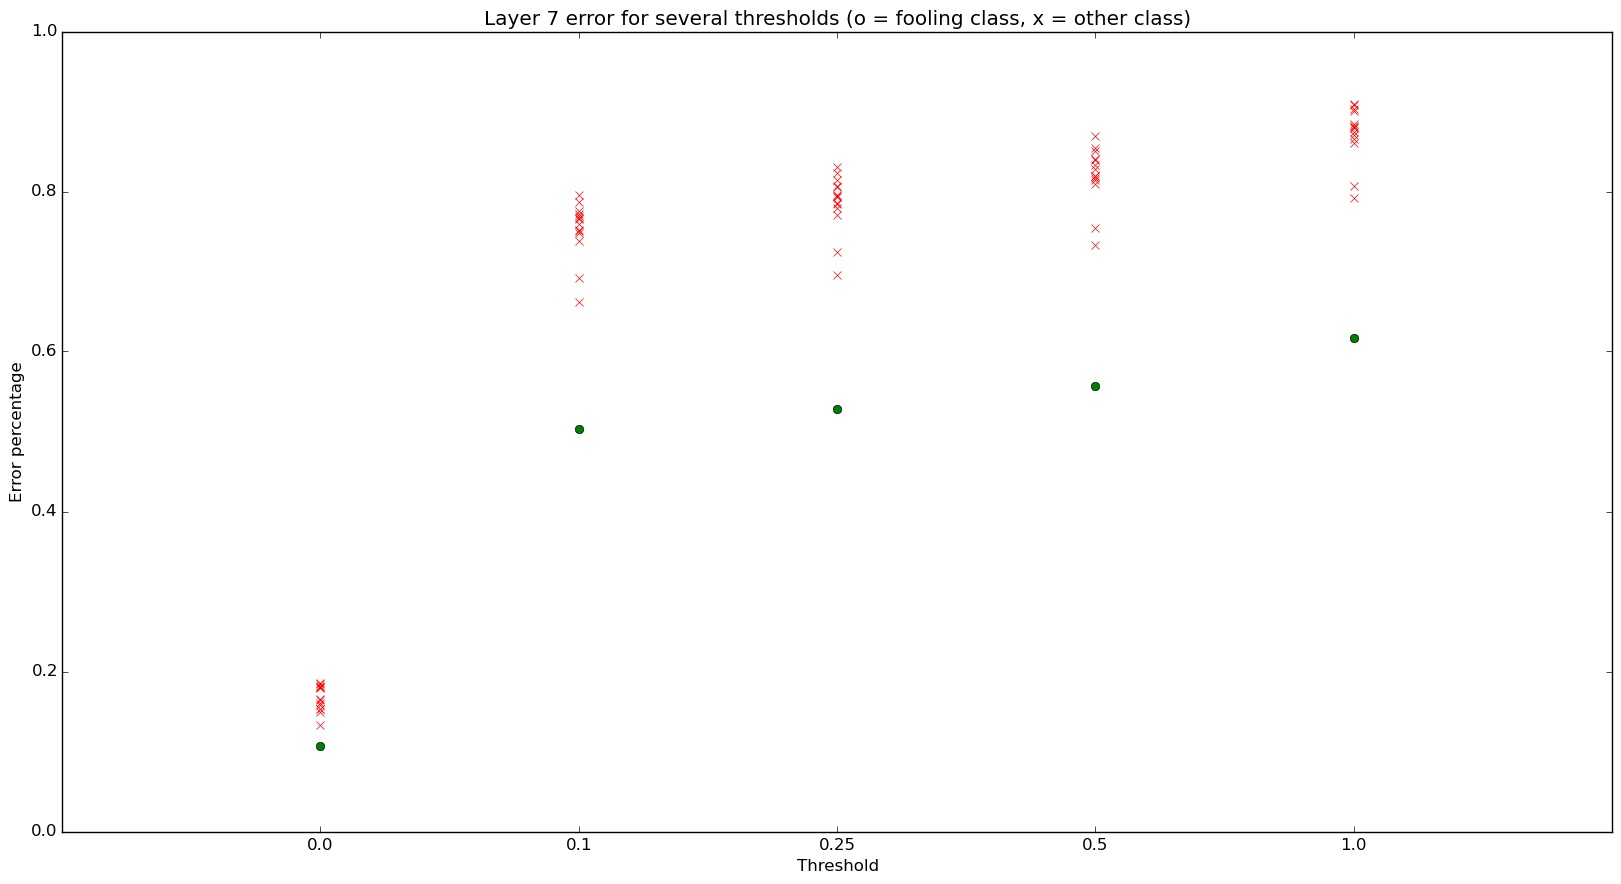 Layer 7 error for several thresholds (o = fooling class, x = other class)
1.0
0.8
0.6
0.4
0.2
0.0
Error percentage
0.0 0.1 0.25 0.5 1.0
Threshold